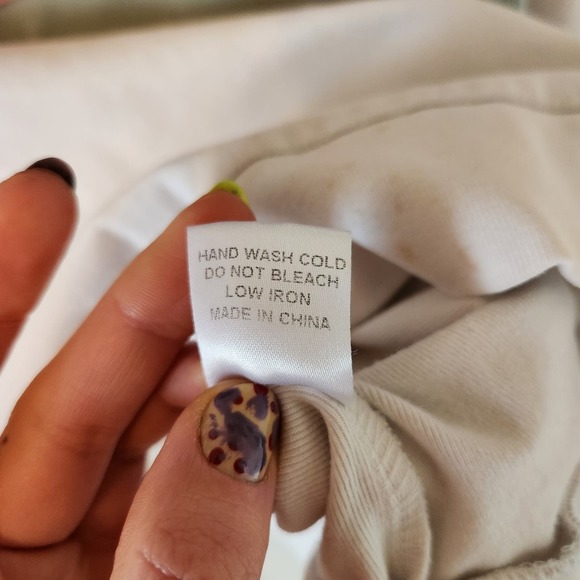 HAND WASH COLD
DO NOT BLEACH
LOW IRON
MADE IN CHINA